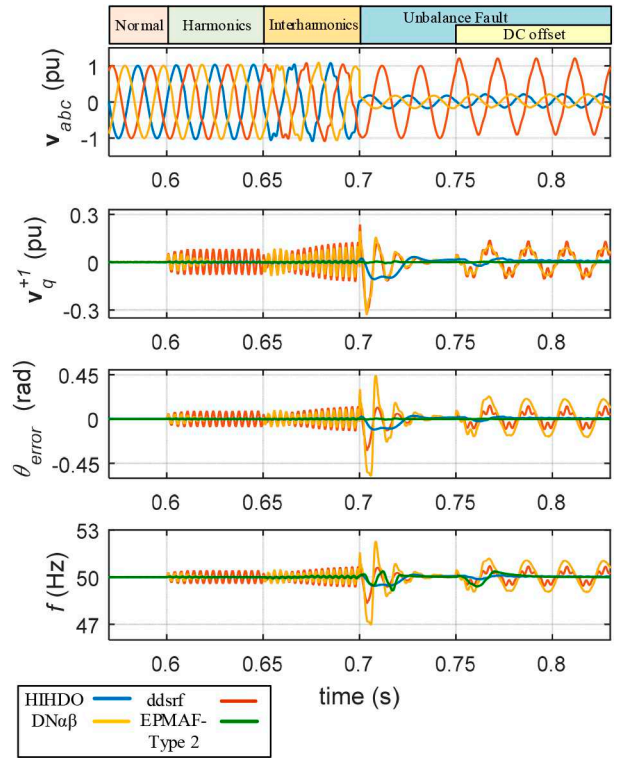 Normal Harmonics Interharmonics Unbalance Fault
DC offset
v_abc (pu)
1
0
-1
0.6 0.65 0.7 0.75 0.8
v_q^+1 (pu)
0.3
0
-0.3
0.6 0.65 0.7 0.75 0.8
θ_error (rad)
0.45
0
-0.45
0.6 0.65 0.7 0.75 0.8
f (Hz)
53
50
47
0.6 0.65 0.7 0.75 0.8
time (s)
HIHDO ddsrf
DNαβ EPMAF-
Type 2